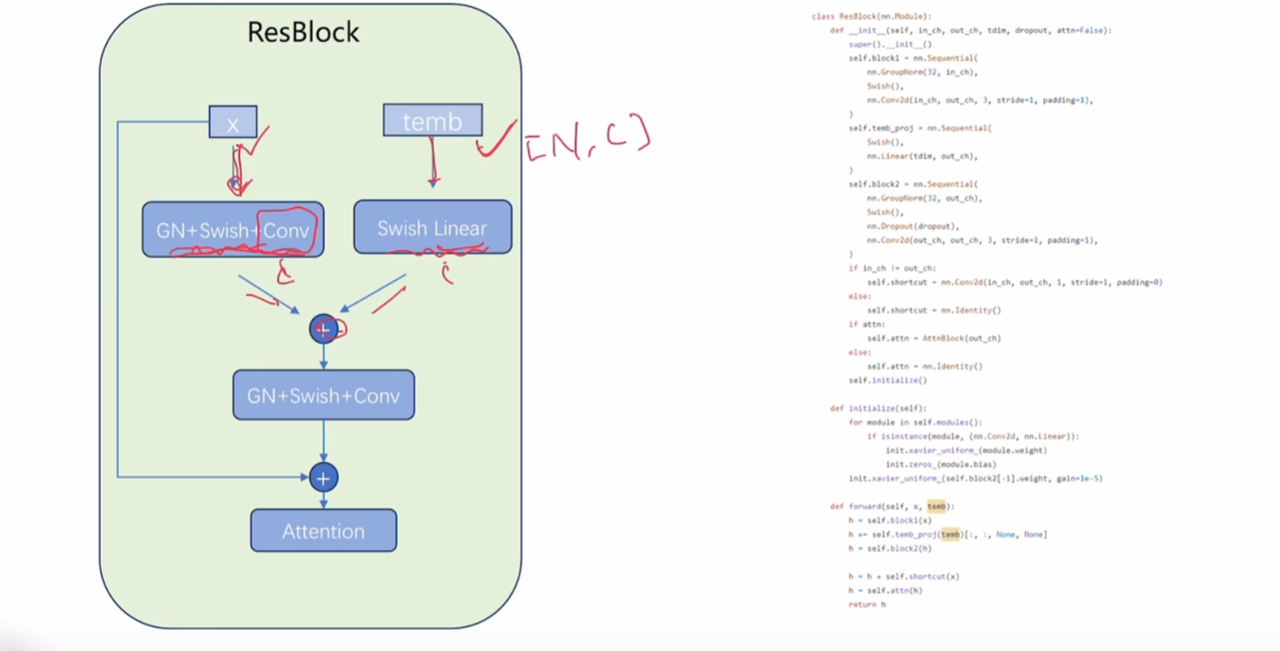 ResBlock
x
temb
[N, C]
GN+Swish+Conv
Swish Linear
C
C
+
GN+Swish+Conv
+
Attention
class ResBlock(nn.Module):
def __init__(self, in_ch, out_ch, tdim, dropout, attn=False):
super().__init__()
self.block1 = nn.Sequential(
nn.GroupNorm(32, in_ch),
Swish(),
nn.Conv2d(in_ch, out_ch, 3, stride=1, padding=1),
)
self.temb_proj = nn.Sequential(
Swish(),
nn.Linear(tdim, out_ch),
)
self.block2 = nn.Sequential(
nn.GroupNorm(32, out_ch),
Swish(),
nn.Dropout(dropout),
nn.Conv2d(out_ch, out_ch, 3, stride=1, padding=1),
)
if in_ch != out_ch:
self.shortcut = nn.Conv2d(in_ch, out_ch, 1, stride=1, padding=0)
else:
self.shortcut = nn.Identity()
if attn:
self.attn = AttnBlock(out_ch)
else:
self.attn = nn.Identity()
self.initialize()
def initialize(self):
for module in self.modules():
if isinstance(module, (nn.Conv2d, nn.Linear)):
init.xavier_uniform_(module.weight)
init.zeros_(module.bias)
init.xavier_uniform_(self.block2[-1].weight, gain=1e-5)
def forward(self, x, temb):
h = self.block1(x)
h += self.temb_proj(temb)[:, :, None, None]
h = self.block2(h)
h = h + self.shortcut(x)
h = self.attn(h)
return h